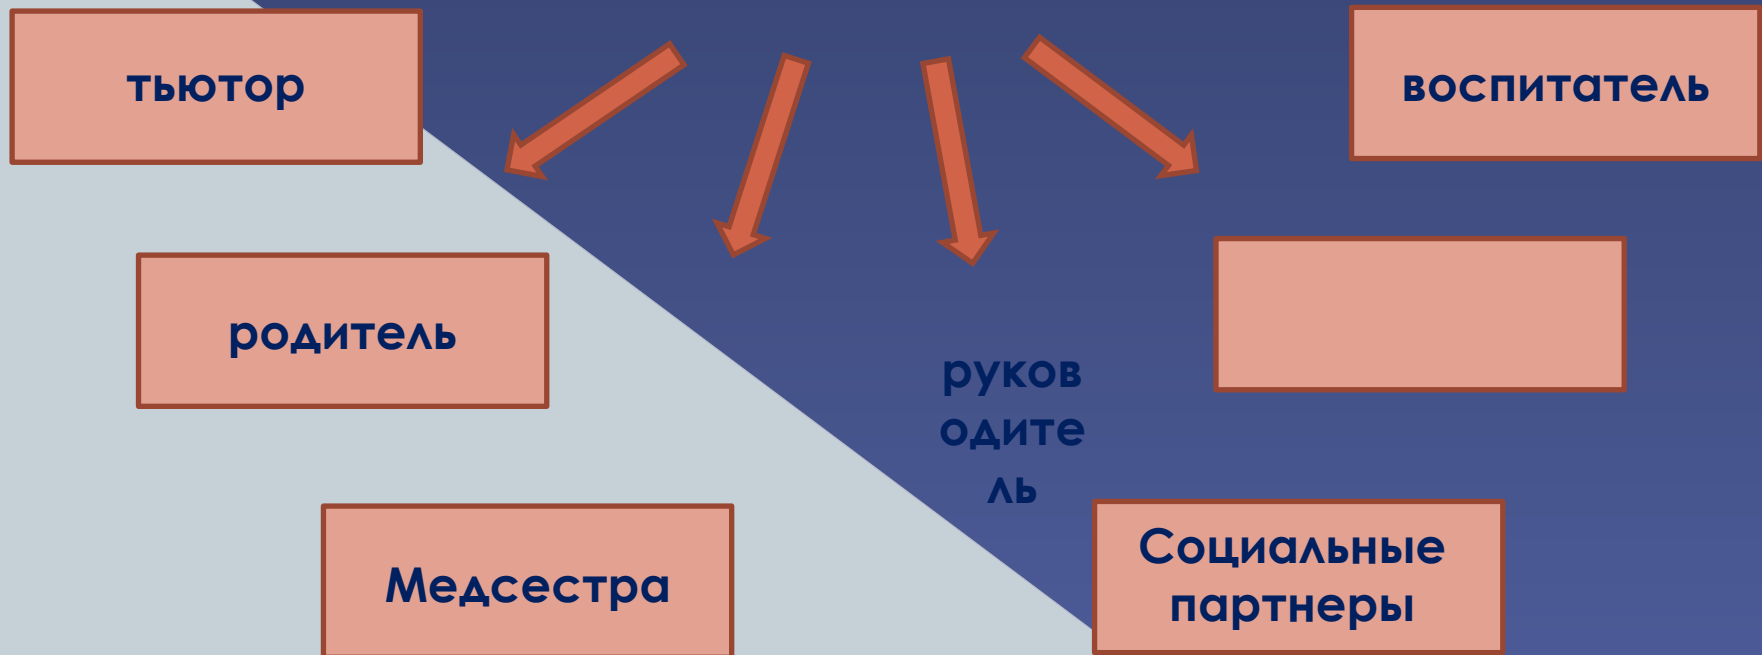 тьютор
воспитатель
родитель
руков
одите
ль
Медсестра
Социальные
партнеры